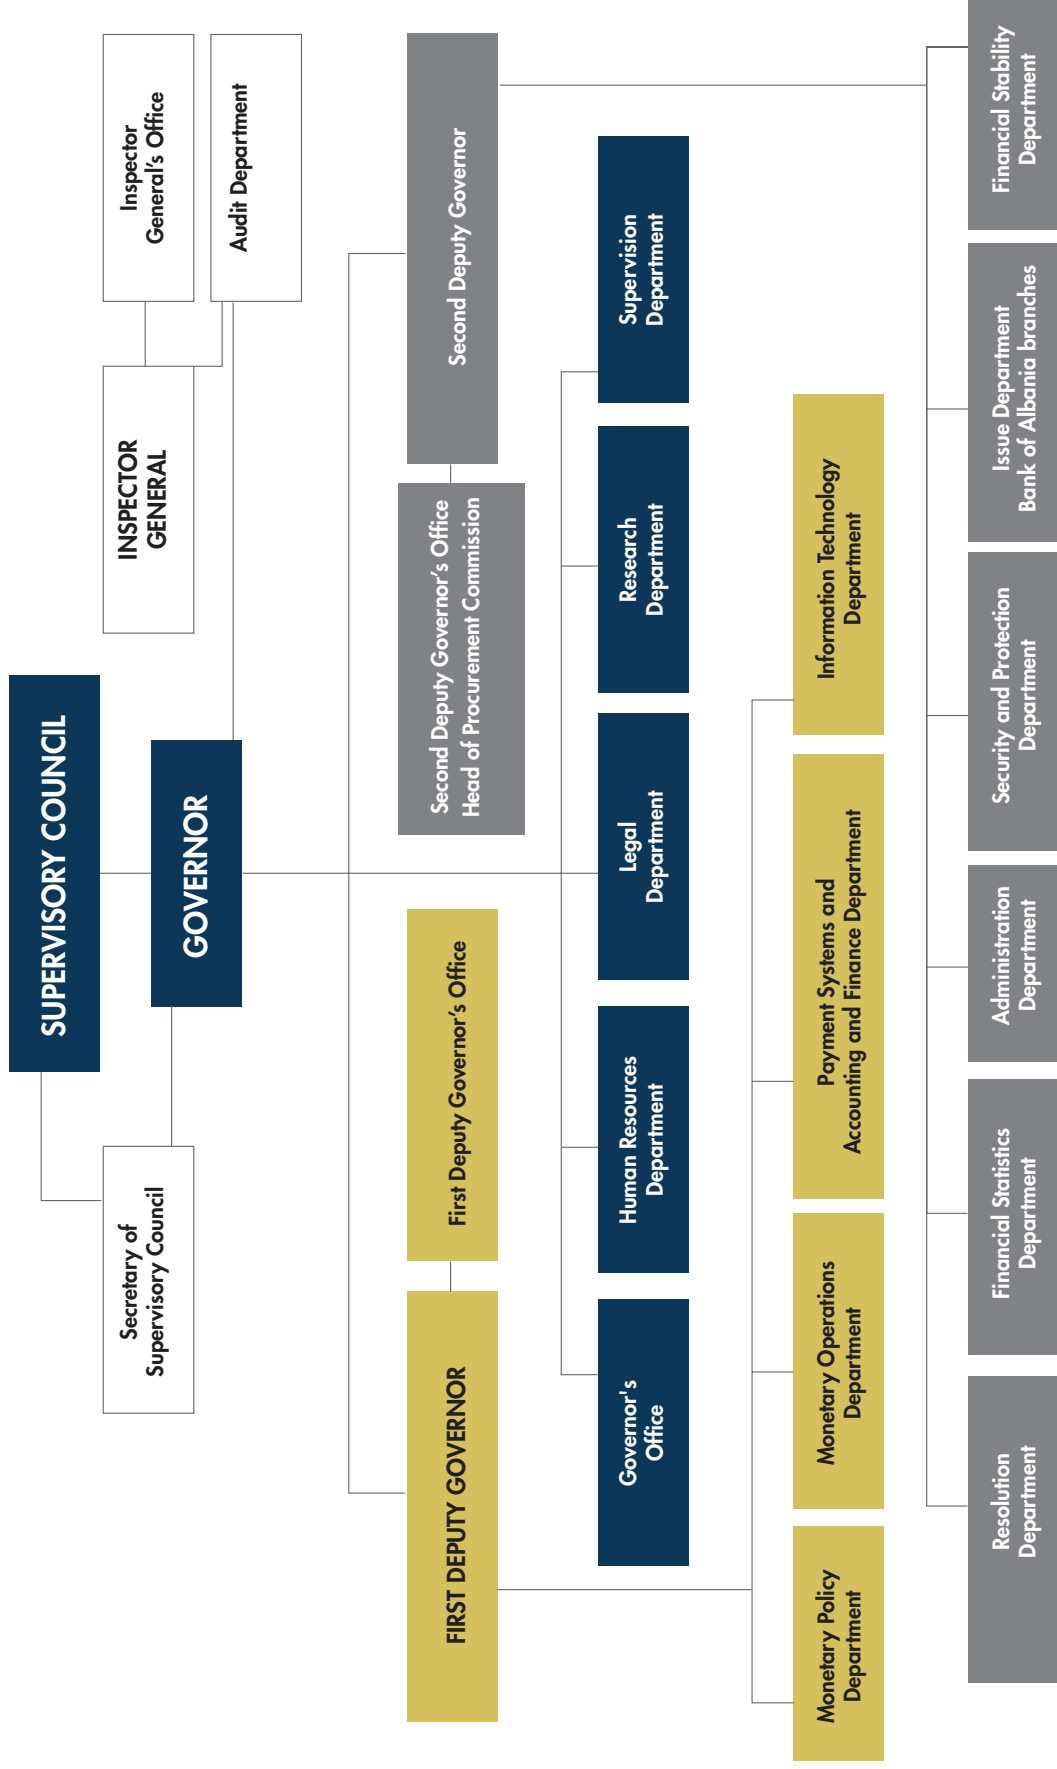 SUPERVISORY COUNCIL
Secretary of
Supervisory Council
GOVERNOR
INSPECTOR
GENERAL
Inspector
General's Office
Audit Department
FIRST DEPUTY GOVERNOR
First Deputy Governor's Office
Second Deputy Governor's Office
Head of Procurement Commission
Second Deputy Governor
Governor's
Office
Human Resources
Department
Legal
Department
Research
Department
Supervision
Department
Monetary Policy
Department
Monetary Operations
Department
Payment Systems and
Accounting and Finance Department
Information Technology
Department
Resolution
Department
Financial Statistics
Department
Administration
Department
Security and Protection
Department
Issue Department
Bank of Albania branches
Financial Stability
Department